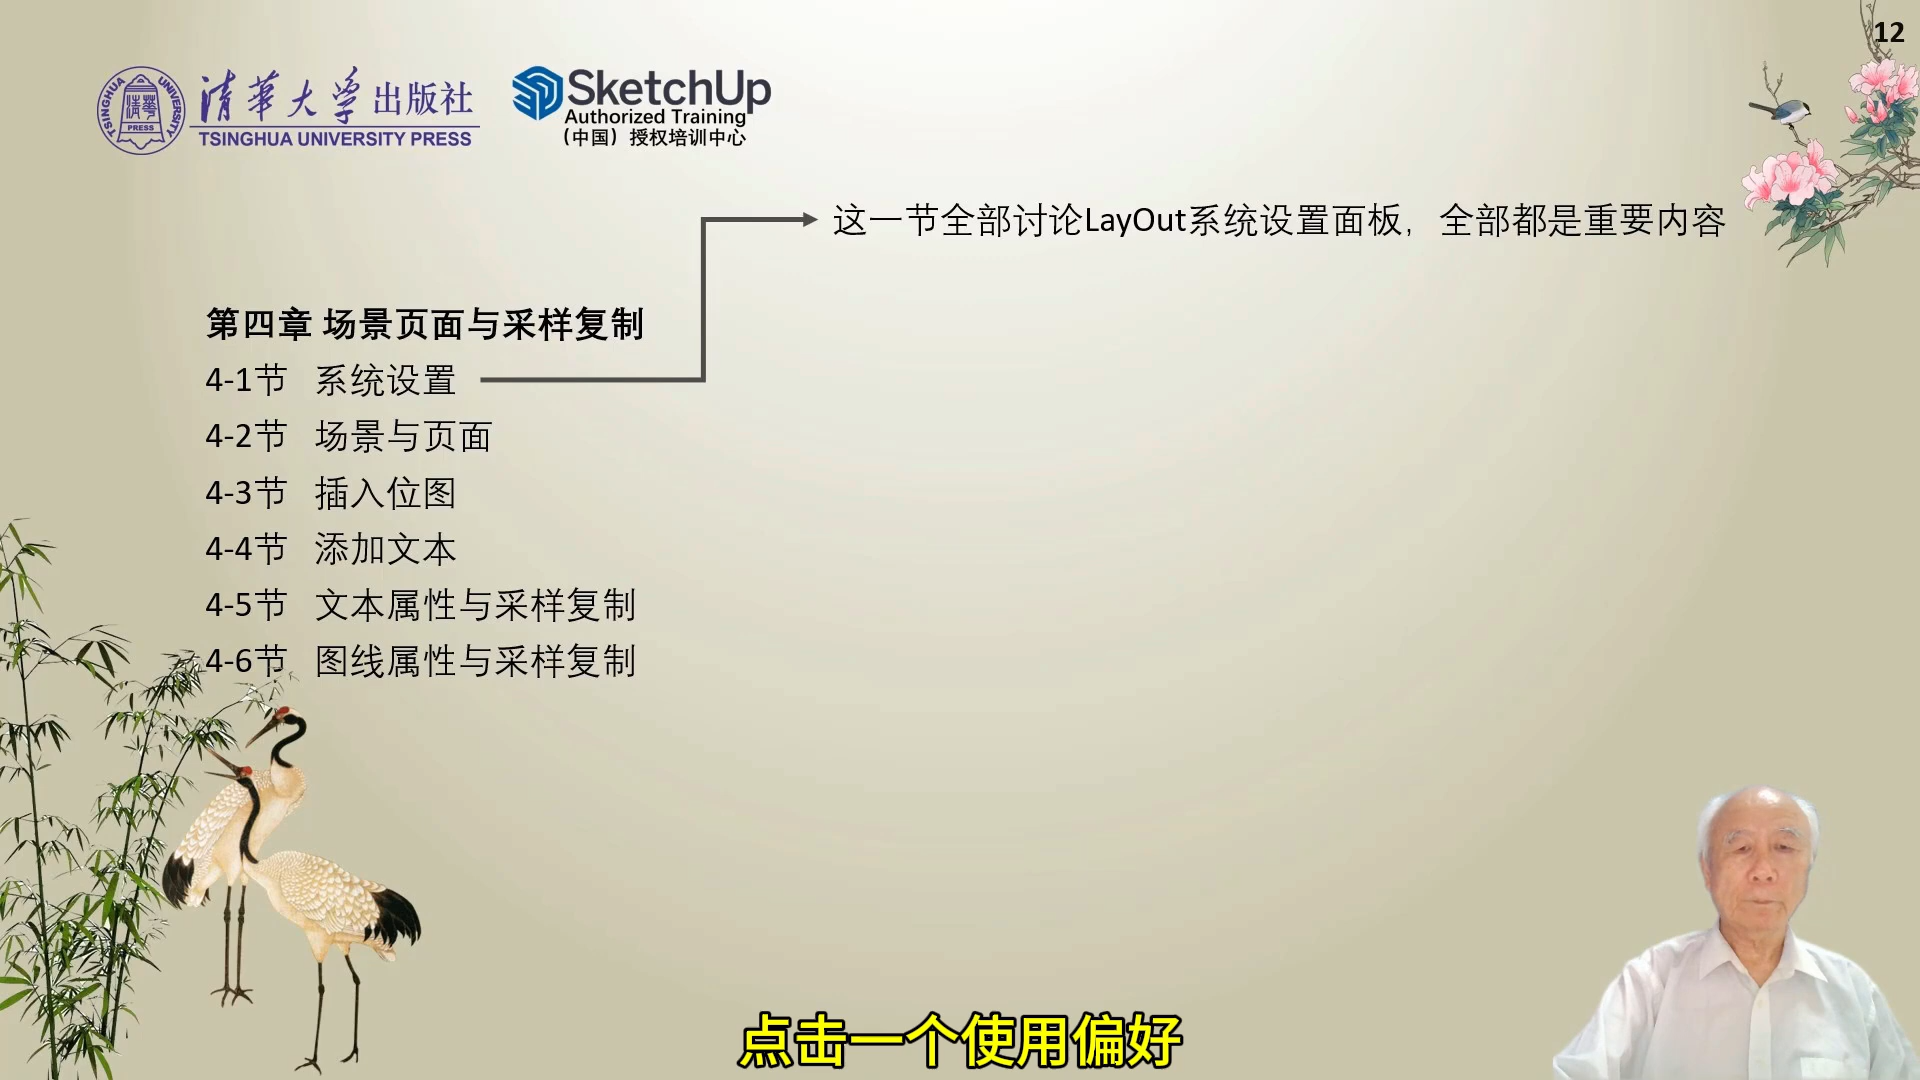 12
TSINGHUA UNIVERSITY
清華
PRESS
清華大学出版社
TSINGHUA UNIVERSITY PRESS
SketchUp
Authorized Training
（中国）授权培训中心
这一节全部讨论LayOut系统设置面板，全部都是重要内容
第四章 场景页面与采样复制
4-1节 系统设置
4-2节 场景与页面
4-3节 插入位图
4-4节 添加文本
4-5节 文本属性与采样复制
4-6节 图线属性与采样复制
点击一个使用偏好